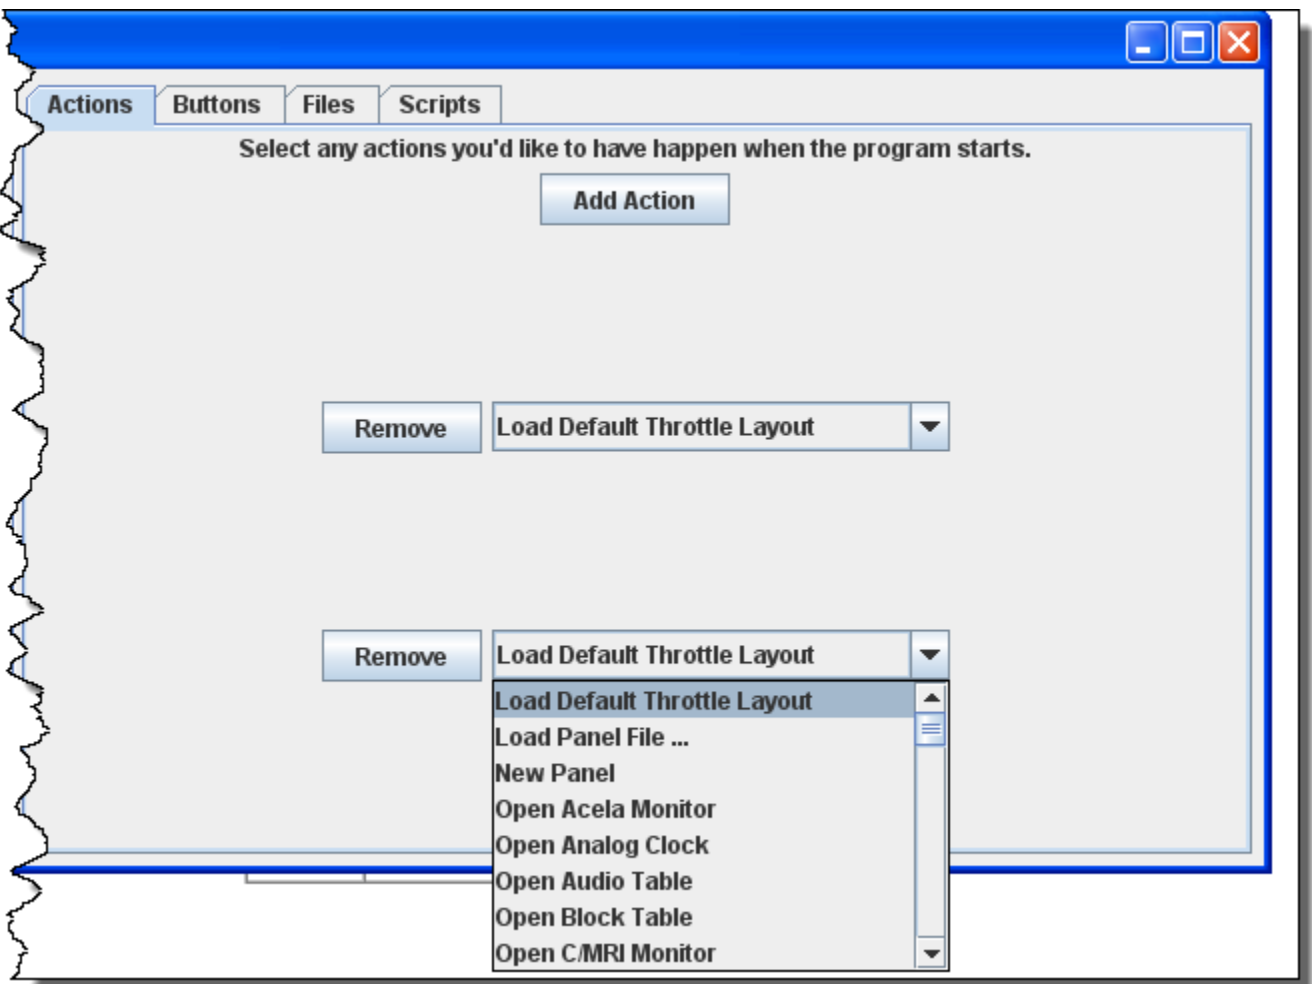 Actions Buttons Files Scripts
Select any actions you'd like to have happen when the program starts.
Add Action
Remove Load Default Throttle Layout
Remove Load Default Throttle Layout
Load Default Throttle Layout
Load Panel File ...
New Panel
Open Acela Monitor
Open Analog Clock
Open Audio Table
Open Block Table
Open C/MRI Monitor